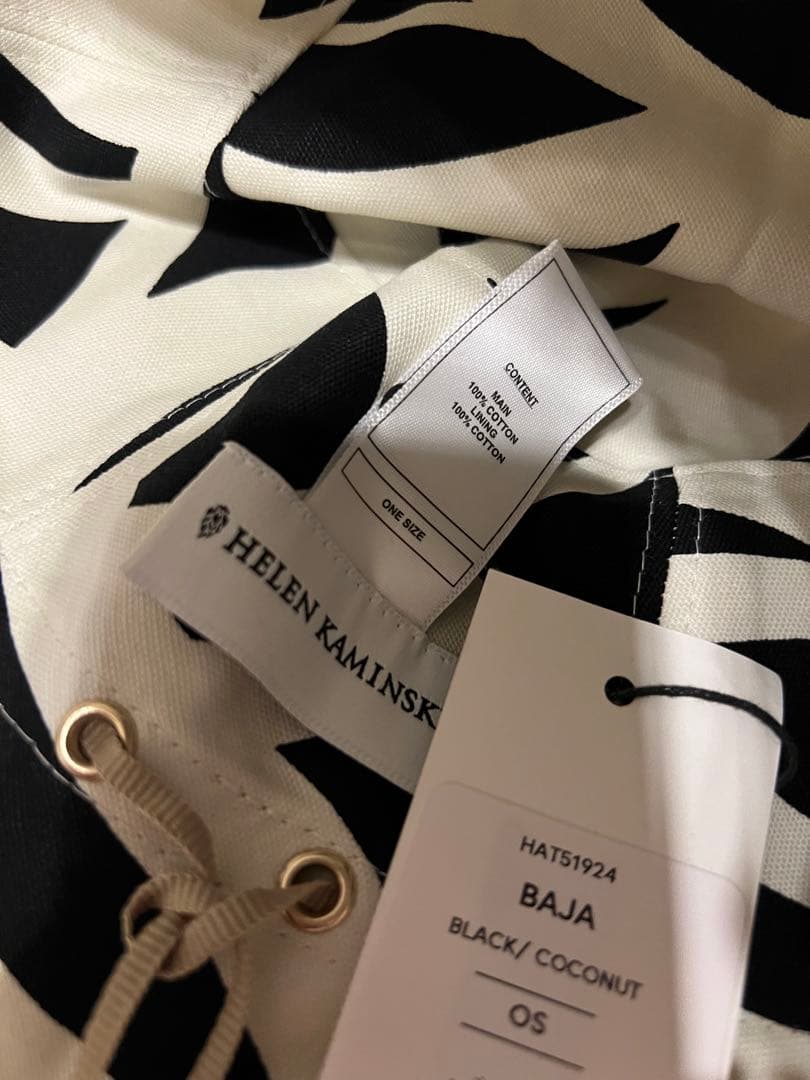 CONTENT
MAIN
100% COTTON
LINING
100% COTTON
ONE SIZE
HELEN KAMINSK
HAT51924
BAJA
BLACK/ COCONUT
OS